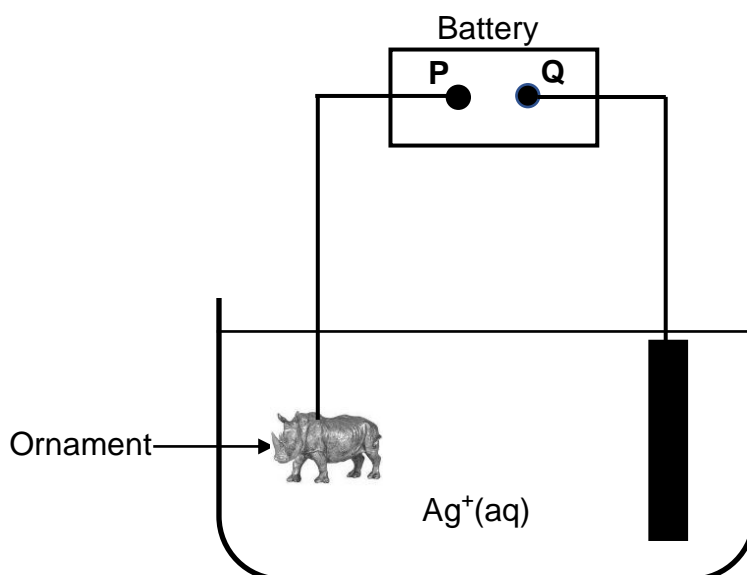 Battery
P
Q
Ornament
Ag⁺(aq)